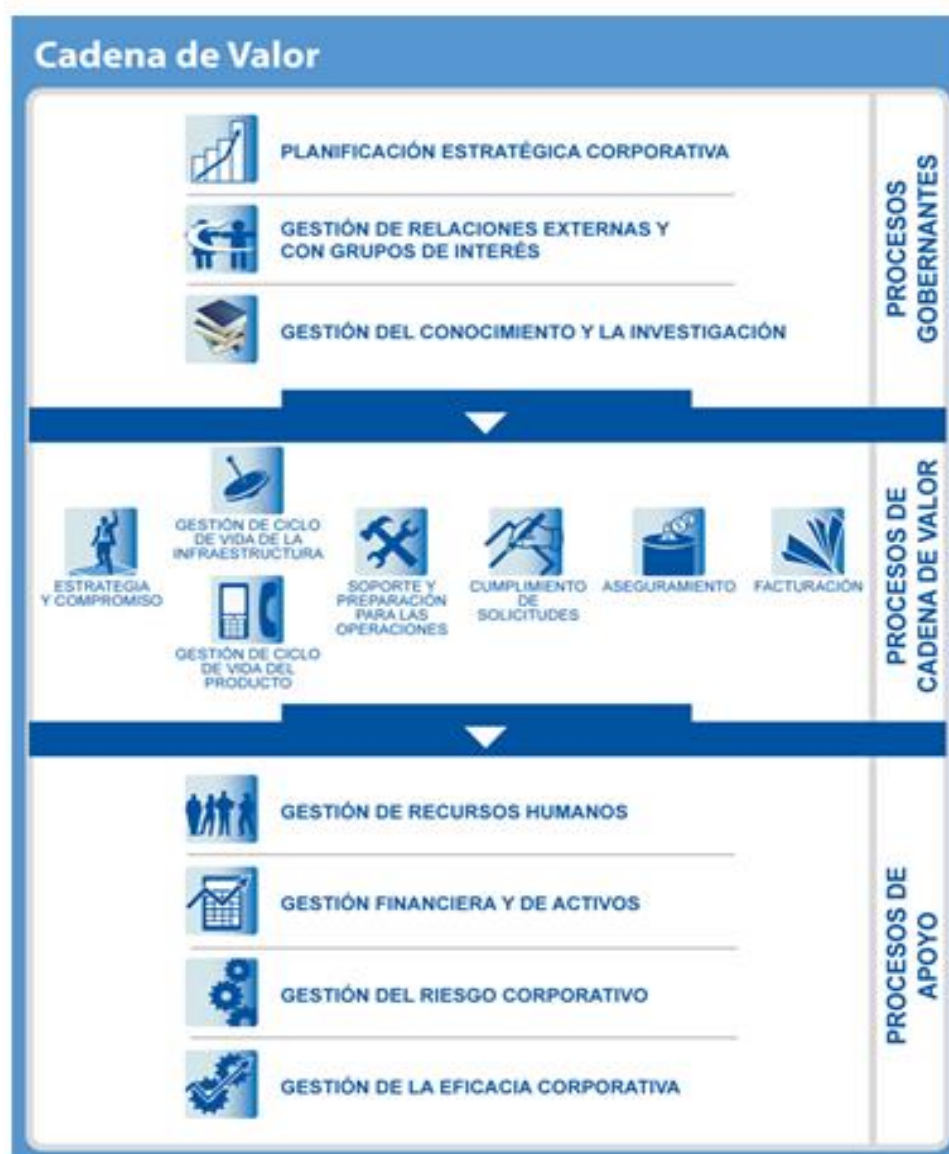 Cadena de Valor
PLANIFICACIÓN ESTRATÉGICA CORPORATIVA
GESTIÓN DE RELACIONES EXTERNAS Y
CON GRUPOS DE INTERÉS
GESTIÓN DEL CONOCIMIENTO Y LA INVESTIGACIÓN
PROCESOS
GOBERNANTES
ESTRATEGIA
Y COMPROMISO
GESTIÓN DE CICLO
DE VIDA DE LA
INFRAESTRUCTURA
GESTIÓN DE CICLO
DE VIDA DEL
PRODUCTO
SOPORTE Y
PREPARACIÓN
PARA LAS
OPERACIONES
CUMPLIMIENTO
DE
SOLICITUDES
ASEGURAMIENTO
FACTURACIÓN
PROCESOS DE
CADENA DE VALOR
GESTIÓN DE RECURSOS HUMANOS
GESTIÓN FINANCIERA Y DE ACTIVOS
GESTIÓN DEL RIESGO CORPORATIVO
GESTIÓN DE LA EFICACIA CORPORATIVA
PROCESOS DE
APOYO